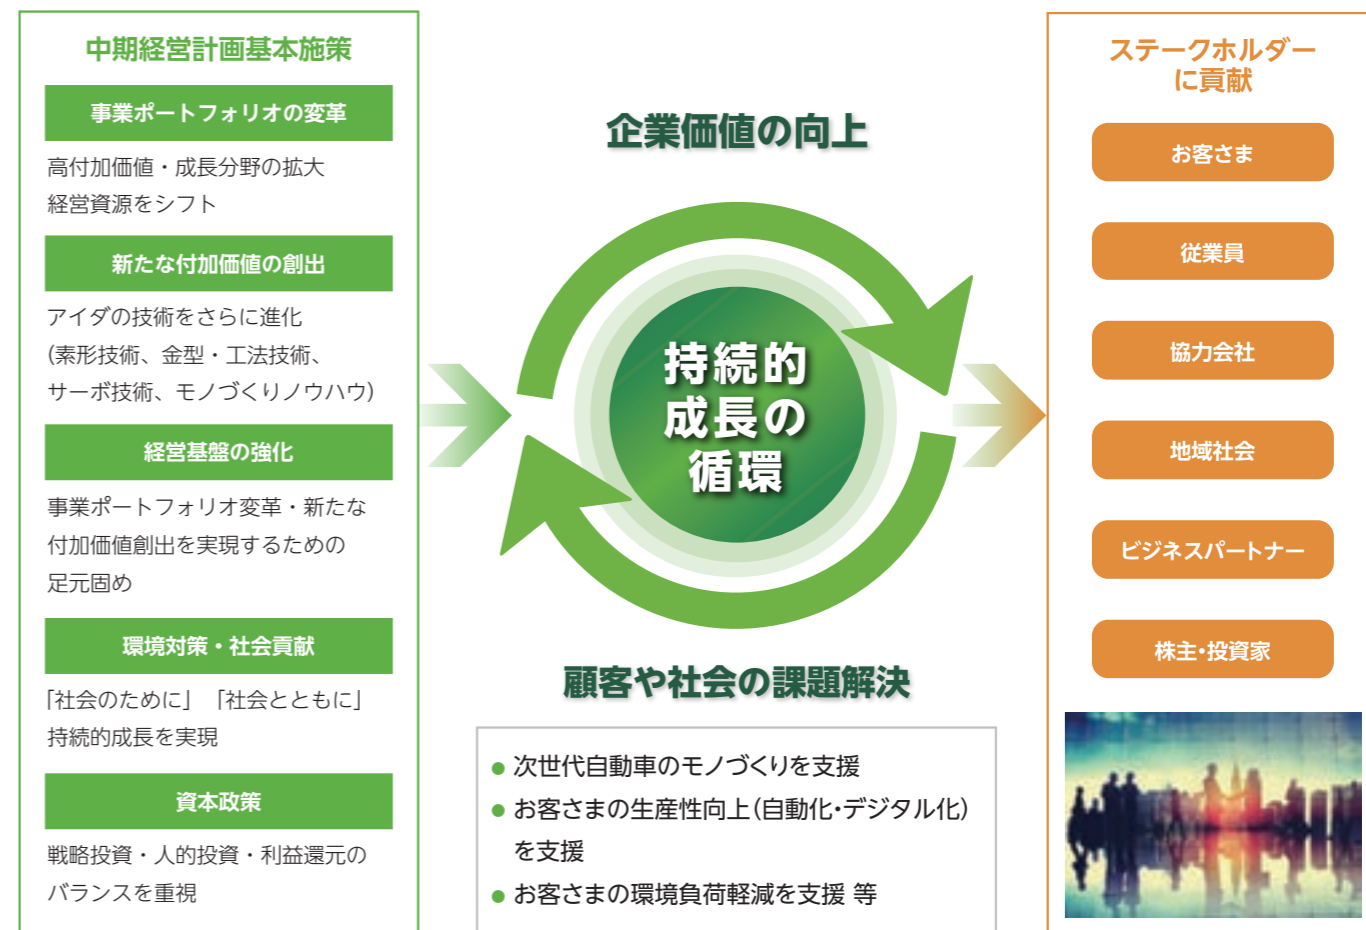 中期経営計画基本施策
事業ポートフォリオの変革
高付加価値・成長分野の拡大
経営資源をシフト
新たな付加価値の創出
アイダの技術をさらに進化
(素形技術、金型・工法技術、
サーボ技術、モノづくりノウハウ)
経営基盤の強化
事業ポートフォリオ変革・新たな
付加価値創出を実現するための
足元固め
環境対策・社会貢献
「社会のために」 「社会とともに」
持続的成長を実現
資本政策
戦略投資・人的投資・利益還元の
バランスを重視
企業価値の向上
持続的
成長の
循環
顧客や社会の課題解決
● 次世代自動車のモノづくりを支援
● お客さまの生産性向上(自動化・デジタル化)
を支援
● お客さまの環境負荷軽減を支援 等
ステークホルダー
に貢献
お客さま
従業員
協力会社
地域社会
ビジネスパートナー
株主・投資家